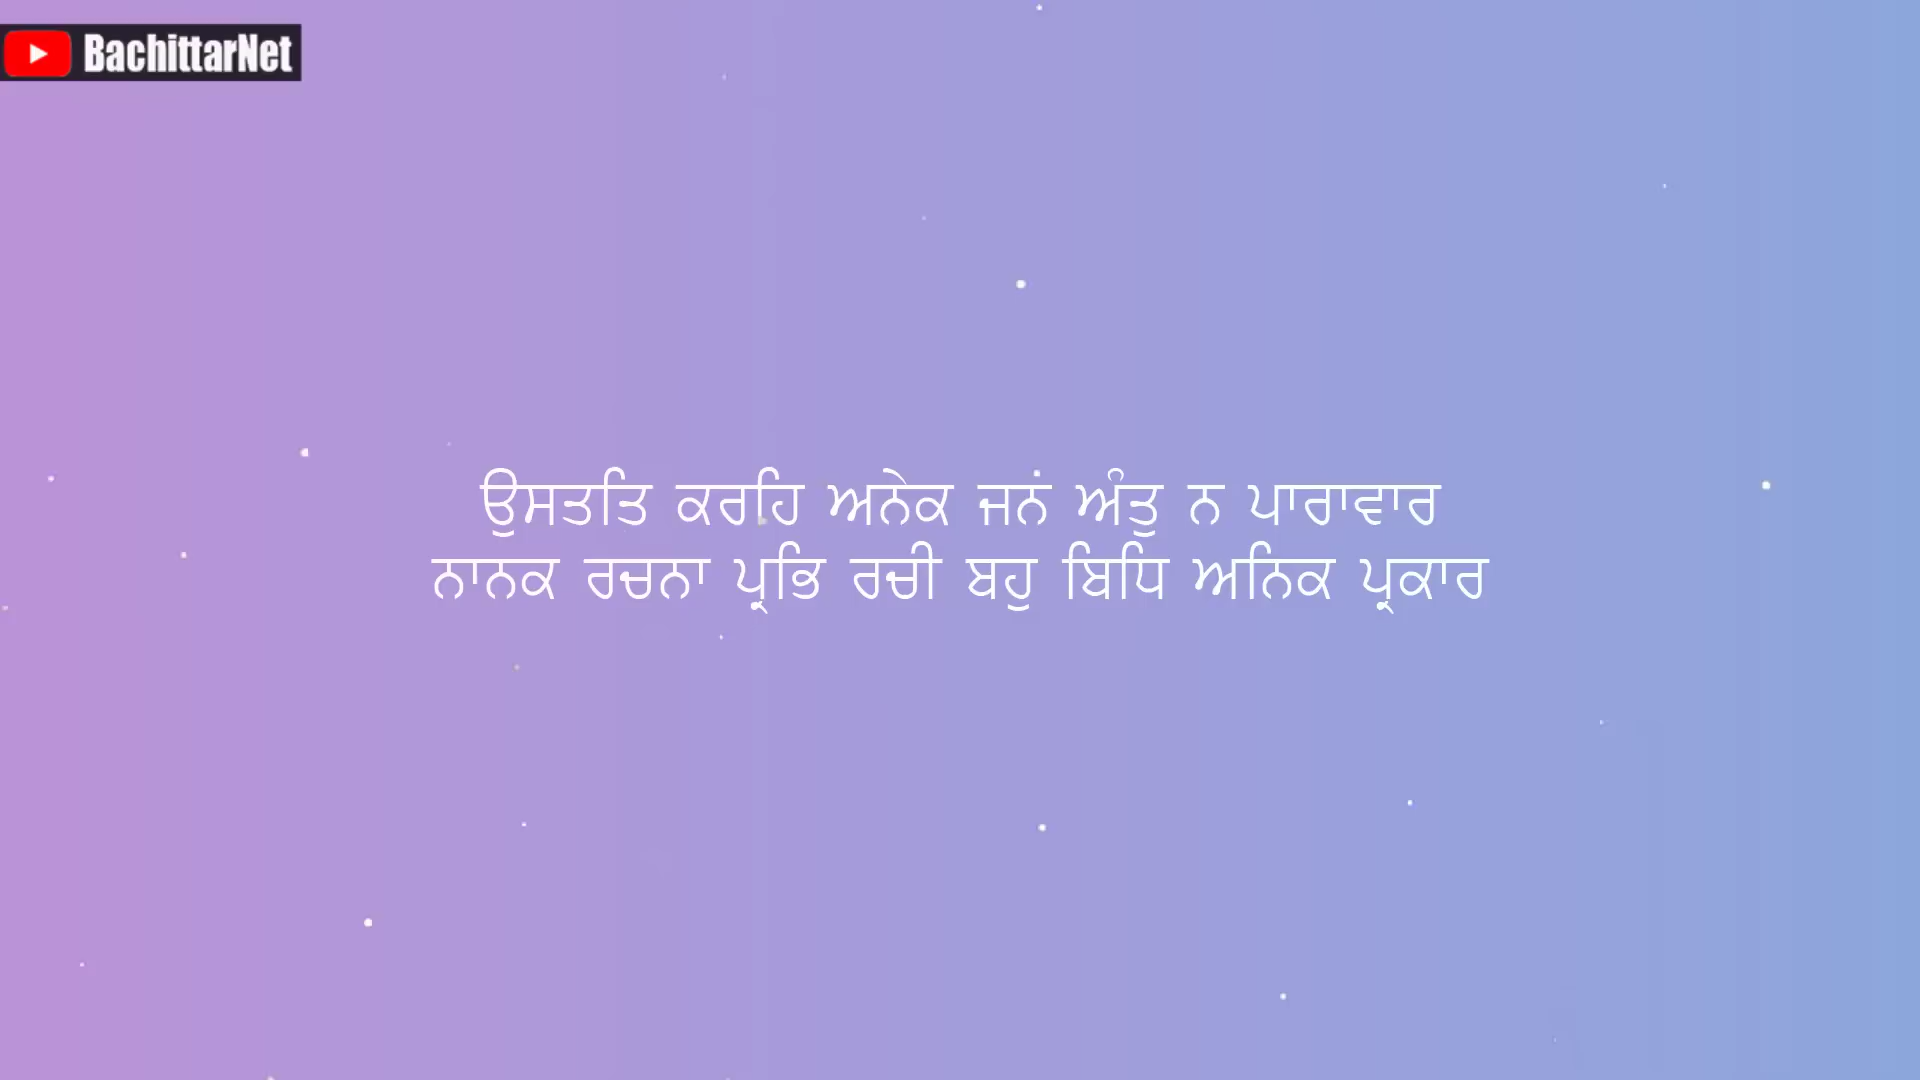 BachittarNet
ਉਸਤਤਿ ਕਰਹਿ ਅਨੇਕ ਜਨ ਅੰਤੁ ਨ ਪਾਰਾਵਾਰ
ਨਾਨਕ ਰਚਨਾ ਪ੍ਰਭਿ ਰਚੀ ਬਹੁ ਬਿਧਿ ਅਨਿਕ ਪ੍ਰਕਾਰ